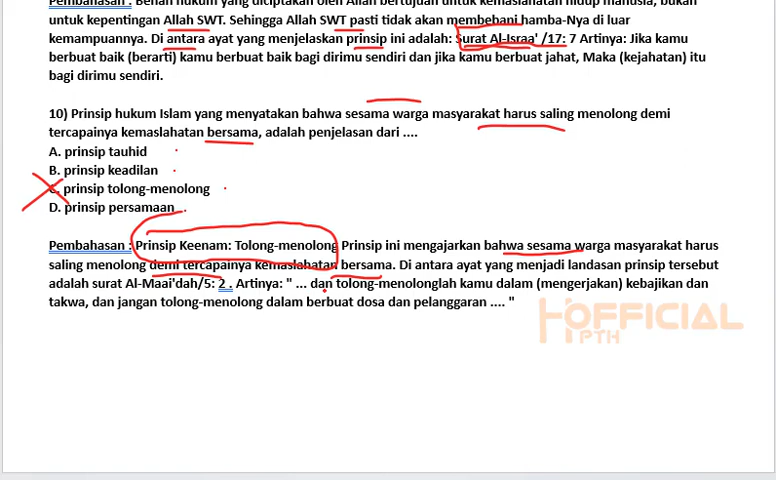 Pembahasan : Beban hukum yang diciptakan oleh Allah bertujuan untuk kemaslahatan hidup manusia, bukan
untuk kepentingan Allah SWT. Sehingga Allah SWT pasti tidak akan membebani hamba-Nya di luar
kemampuannya. Di antara ayat yang menjelaskan prinsip ini adalah: Surat Al-Israa' /17: 7 Artinya: Jika kamu
berbuat baik (berarti) kamu berbuat baik bagi dirimu sendiri dan jika kamu berbuat jahat, Maka (kejahatan) itu
bagi dirimu sendiri.
10) Prinsip hukum Islam yang menyatakan bahwa sesama warga masyarakat harus saling menolong demi
tercapainya kemaslahatan bersama, adalah penjelasan dari ....
A. prinsip tauhid
B. prinsip keadilan
C. prinsip tolong-menolong
D. prinsip persamaan
Pembahasan : Prinsip Keenam: Tolong-menolong Prinsip ini mengajarkan bahwa sesama warga masyarakat harus
saling menolong demi tercapainya kemaslahatan bersama. Di antara ayat yang menjadi landasan prinsip tersebut
adalah surat Al-Maai'dah/5: 2 . Artinya: " ... dan tolong-menolonglah kamu dalam (mengerjakan) kebajikan dan
takwa, dan jangan tolong-menolong dalam berbuat dosa dan pelanggaran .... "
OFFICIAL
PTH